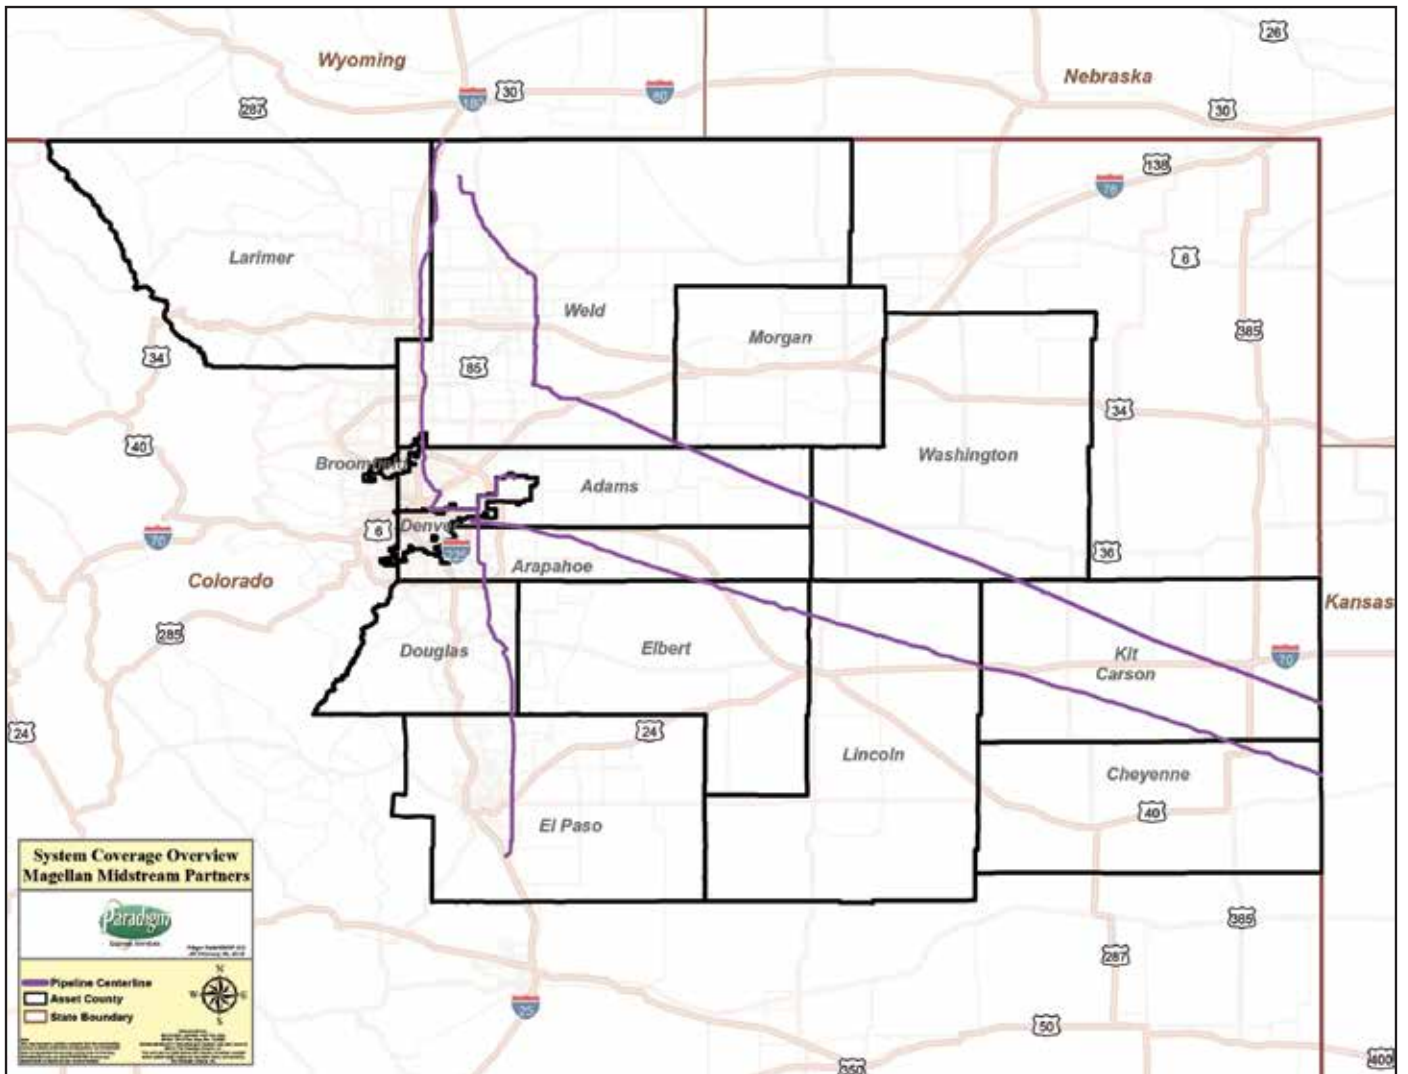 Wyoming
Nebraska
26
287
180
30
80
30
138
76
Larimer
6
Weld
Morgan
385
34
85
34
40
Broomfield
Washington
Adams
6
Denver
70
225
36
Arapahoe
Colorado
Kansas
285
Douglas
Elbert
Kit
Carson
70
24
24
Lincoln
Cheyenne
40
El Paso
System Coverage Overview
Magellan Midstream Partners
Paradigm
N
W
E
S
Pipeline Centerline
Asset County
State Boundary
385
287
25
50
350
400